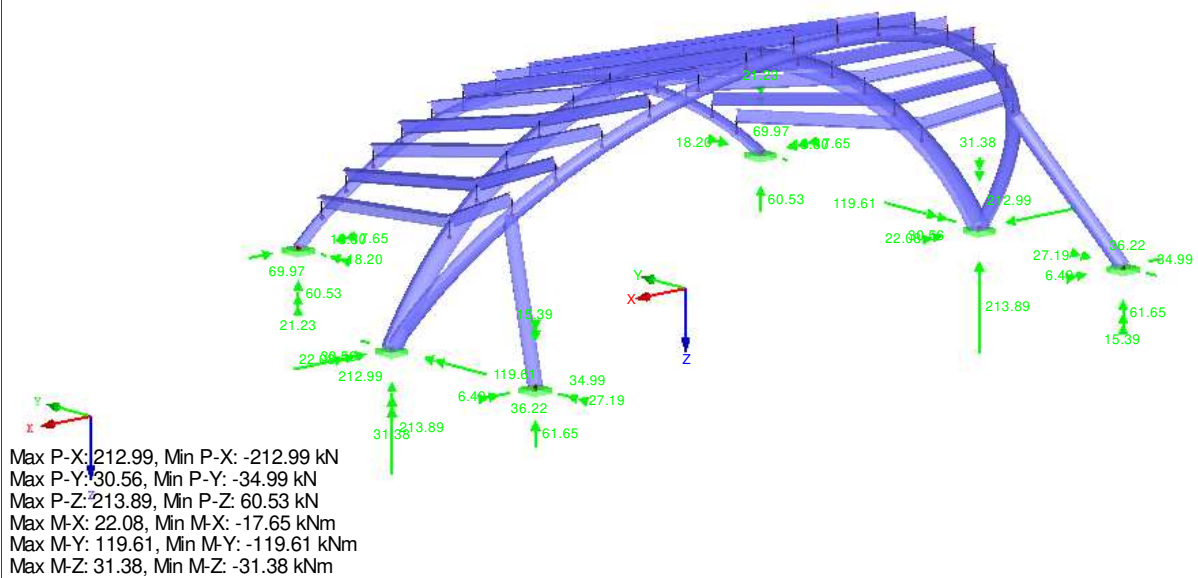 21.23
69.97
18.20
17.65
31.38
60.53
119.61
212.99
22.08
30.56
36.22
27.19
34.99
6.49
17.65
18.20
69.97
60.53
Y
X
213.89
61.65
21.23
15.39
15.39
Z
22.08
30.56
212.99
119.61
34.99
6.49
36.22
27.19
Y
X
31.38
213.89
61.65
Max P-X: 212.99, Min P-X: -212.99 kN
Max P-Y: 30.56, Min P-Y: -34.99 kN
Z
Max P-Z: 213.89, Min P-Z: 60.53 kN
Max M-X: 22.08, Min M-X: -17.65 kNm
Max M-Y: 119.61, Min M-Y: -119.61 kNm
Max M-Z: 31.38, Min M-Z: -31.38 kNm